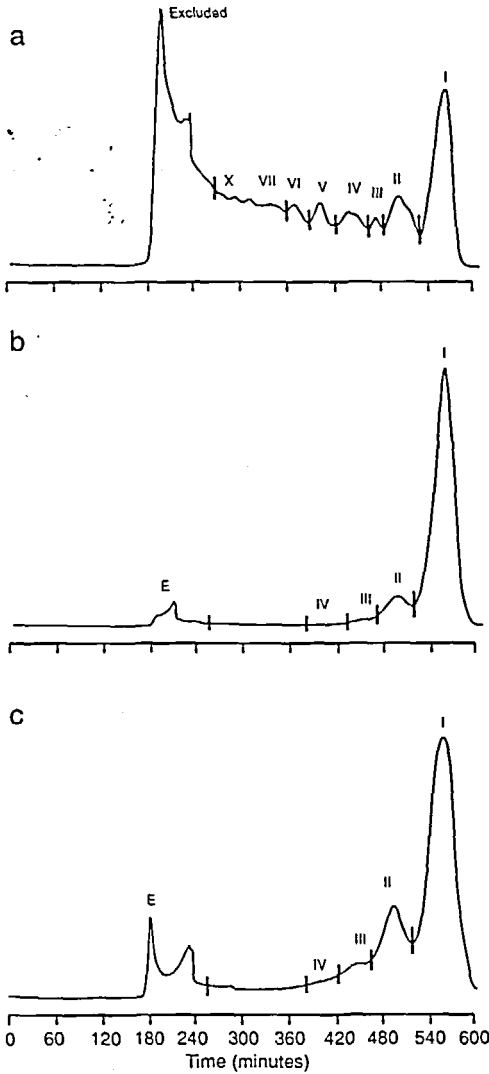 a
Excluded
X VII VI V IV III II I
b
E IV III II I
c
E IV III II I
0 60 120 180 240 300 360 420 480 540 600
Time (minutes)